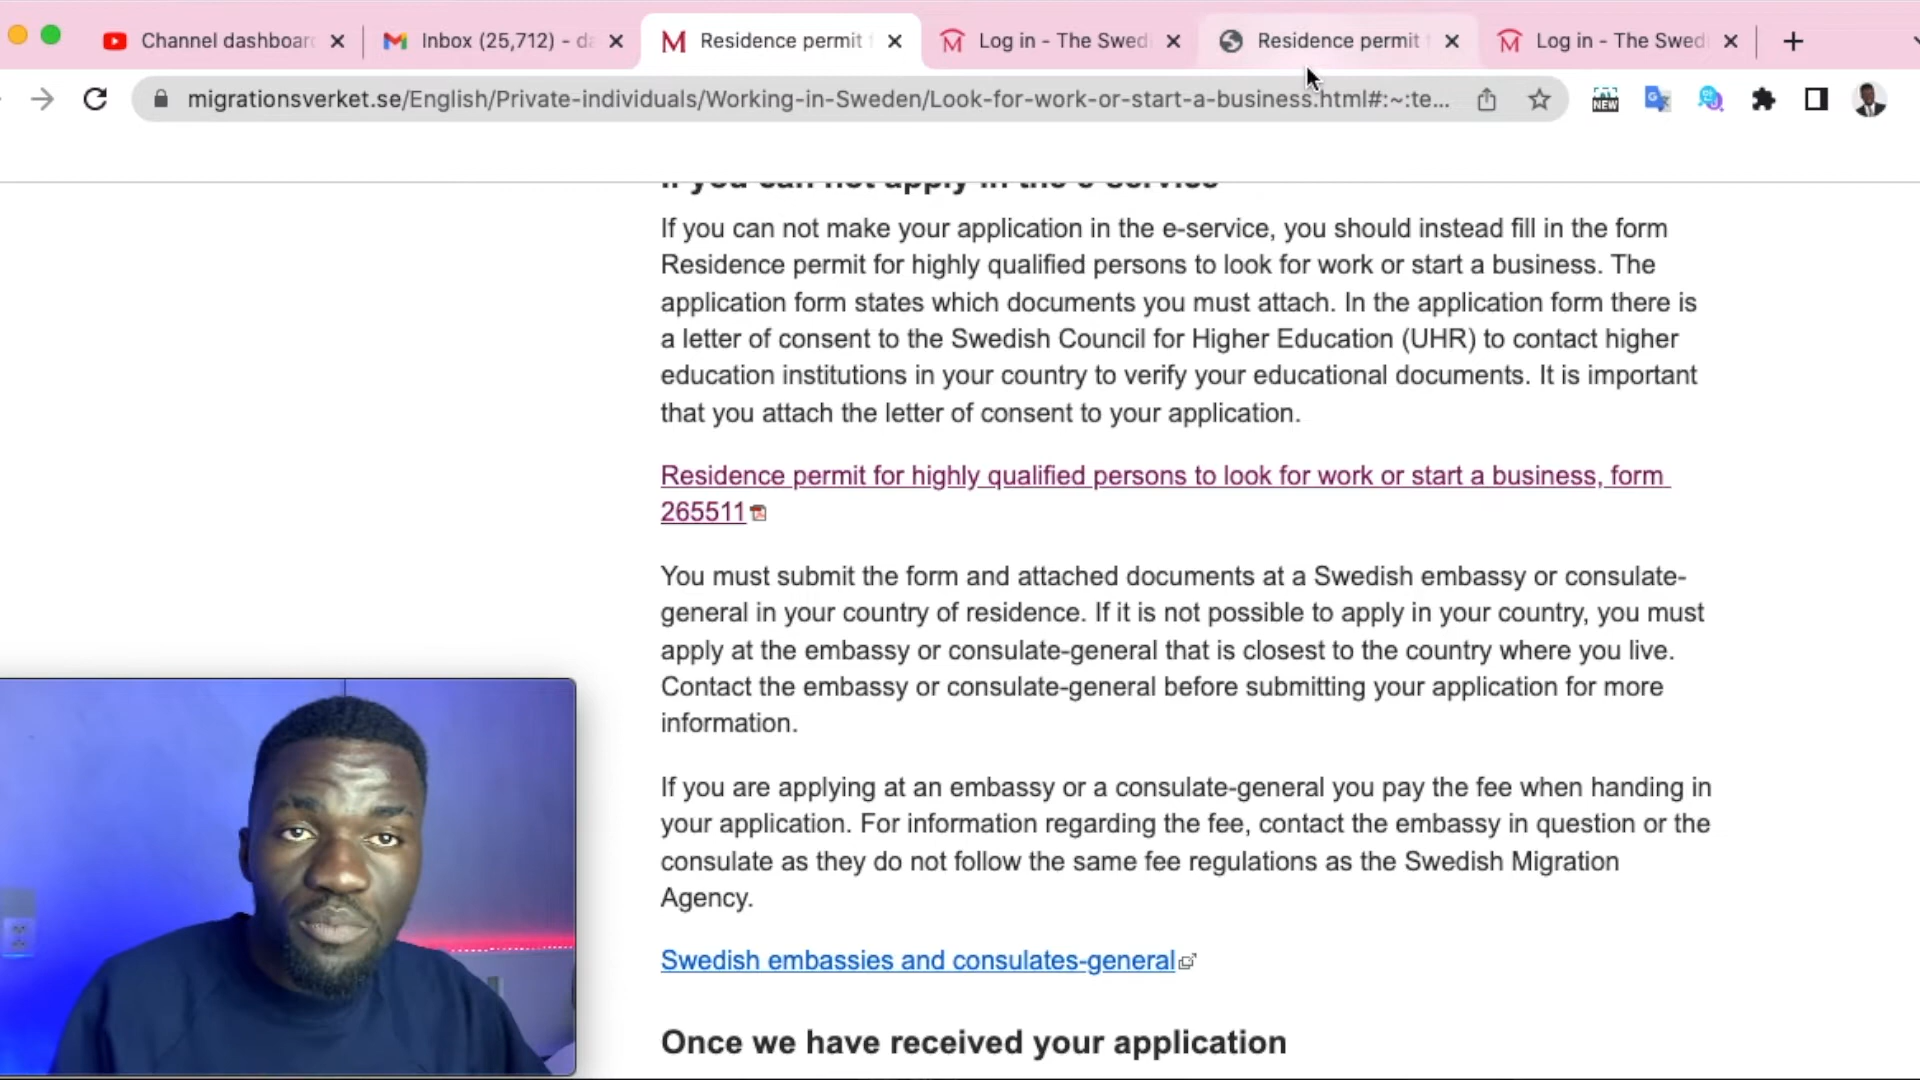 Channel dashboar
Inbox (25,712) - da
Residence permit f
Log in - The Swed
Residence permit f
Log in - The Swed
migrationsverket.se/English/Private-individuals/Working-in-Sweden/Look-for-work-or-start-a-business.html#:~:te...
NEW
If you can not apply in the e-service
If you can not make your application in the e-service, you should instead fill in the form
Residence permit for highly qualified persons to look for work or start a business. The
application form states which documents you must attach. In the application form there is
a letter of consent to the Swedish Council for Higher Education (UHR) to contact higher
education institutions in your country to verify your educational documents. It is important
that you attach the letter of consent to your application.
Residence permit for highly qualified persons to look for work or start a business, form
265511
You must submit the form and attached documents at a Swedish embassy or consulate-
general in your country of residence. If it is not possible to apply in your country, you must
apply at the embassy or consulate-general that is closest to the country where you live.
Contact the embassy or consulate-general before submitting your application for more
information.
If you are applying at an embassy or a consulate-general you pay the fee when handing in
your application. For information regarding the fee, contact the embassy in question or the
consulate as they do not follow the same fee regulations as the Swedish Migration
Agency.
Swedish embassies and consulates-general
Once we have received your application